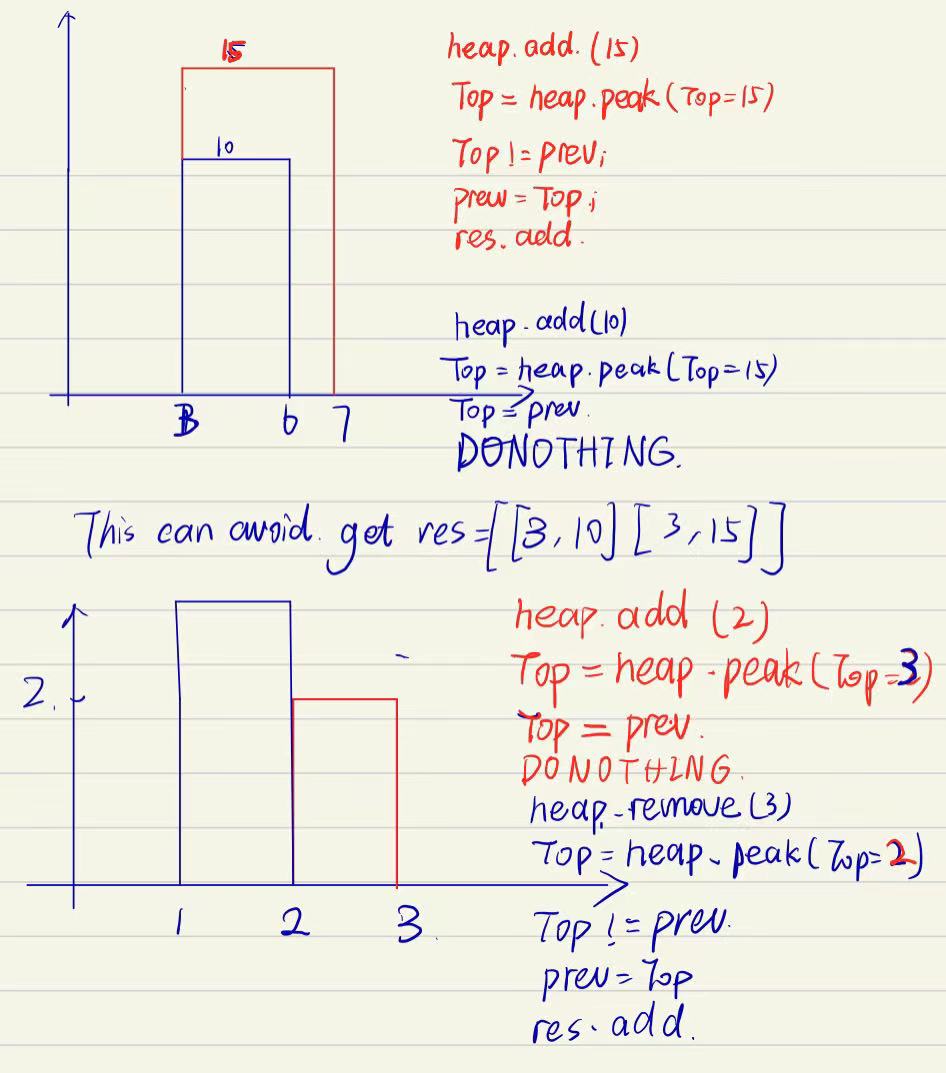 15
10
3 6 7
heap.add.(15)
Top = heap.peak(Top=15)
Top != prev;
prev = Top;
res.add.
heap.add(10)
Top = heap.peak(Top=15)
Top = prev.
DONOTHING.
This can avoid. get res=[[3,10][3,15]]
2.
1 2 3.
heap.add (2)
Top = heap.peak(Top=3)
Top = prev.
DONOTHING.
heap.remove(3)
Top = heap.peak(Top=2)
Top != prev.
prev = Top
res.add.